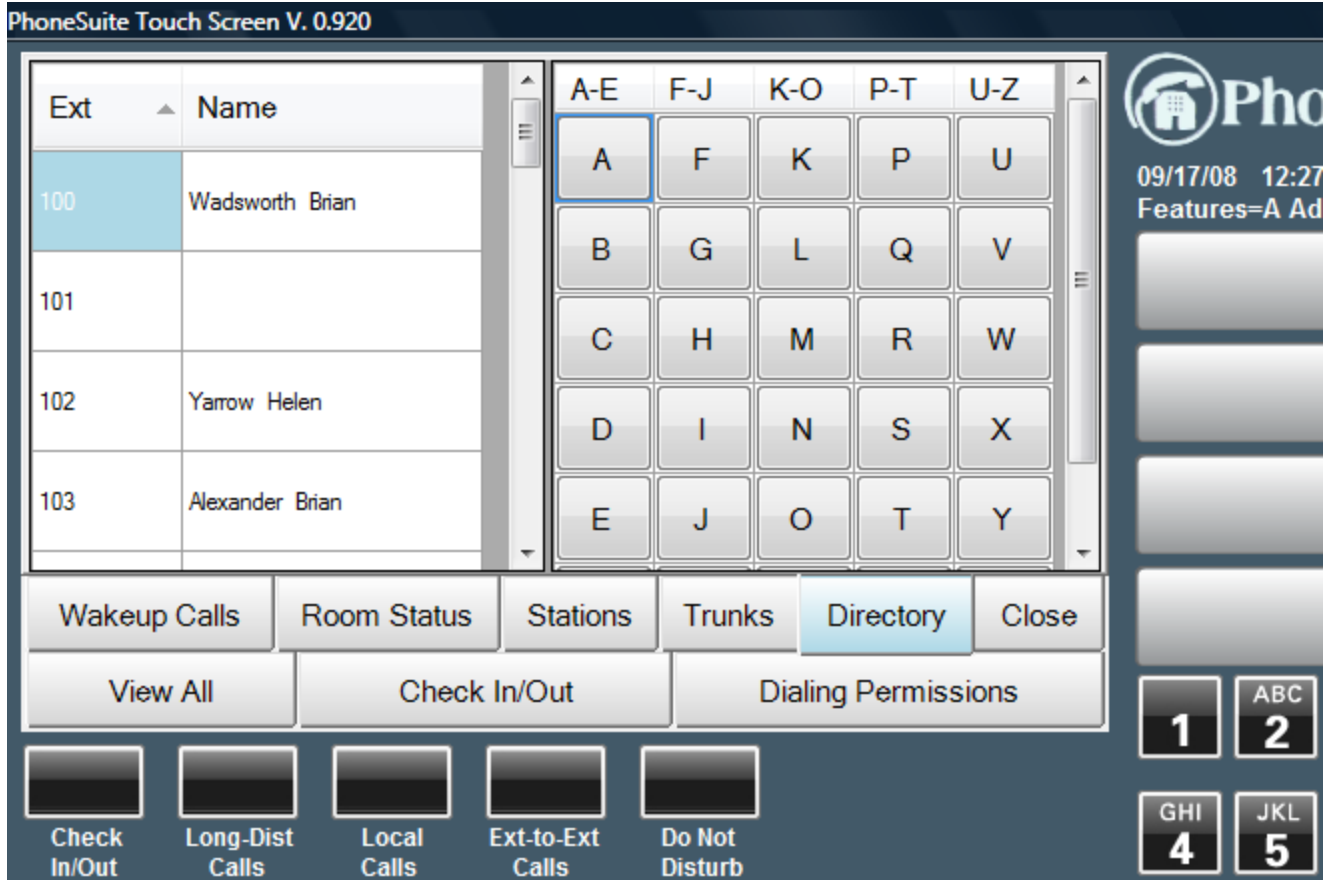 PhoneSuite Touch Screen V. 0.920
Ext Name
100 Wadsworth Brian
101
102 Yarrow Helen
103 Alexander Brian
A-E F-J K-O P-T U-Z
A F K P U
B G L Q V
C H M R W
D I N S X
E J O T Y
Wakeup Calls Room Status Stations Trunks Directory Close
View All Check In/Out Dialing Permissions
Check In/Out
Long-Dist Calls
Local Calls
Ext-to-Ext Calls
Do Not Disturb
Pho
09/17/08 12:27
Features=A Ad
1 ABC 2
GHI 4 JKL 5